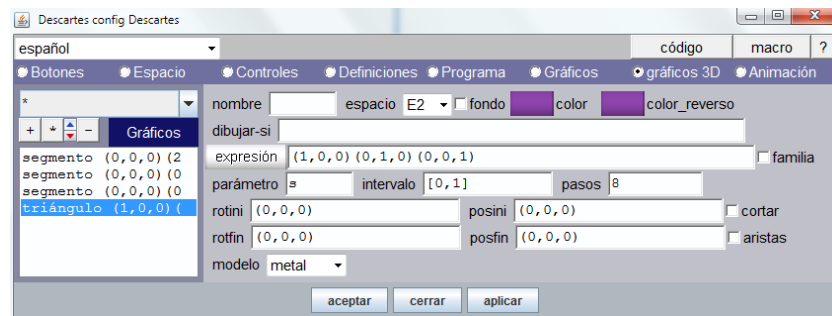 Descartes config Descartes
español código macro ?
Botones Espacio Controles Definiciones Programa Gráficos gráficos 3D Animación
* nombre espacio E2 fondo color color_reverso
+ * - Gráficos dibujar-si
segmento (0,0,0)(2 expresión (1,0,0)(0,1,0)(0,0,1) familia
segmento (0,0,0)(0 parámetro s intervalo [0,1] pasos 8
segmento (0,0,0)(0
triángulo (1,0,0)( rotini (0,0,0) posini (0,0,0) cortar
rotfin (0,0,0) posfin (0,0,0) aristas
modelo metal
aceptar cerrar aplicar